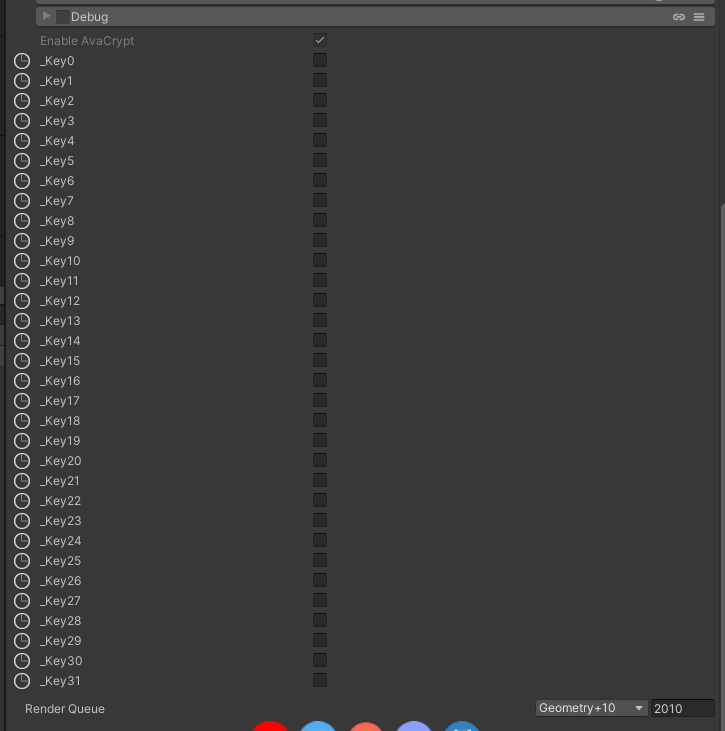 Debug
Enable AvaCrypt
_Key0
_Key1
_Key2
_Key3
_Key4
_Key5
_Key6
_Key7
_Key8
_Key9
_Key10
_Key11
_Key12
_Key13
_Key14
_Key15
_Key16
_Key17
_Key18
_Key19
_Key20
_Key21
_Key22
_Key23
_Key24
_Key25
_Key26
_Key27
_Key28
_Key29
_Key30
_Key31
Render Queue Geometry+10 2010